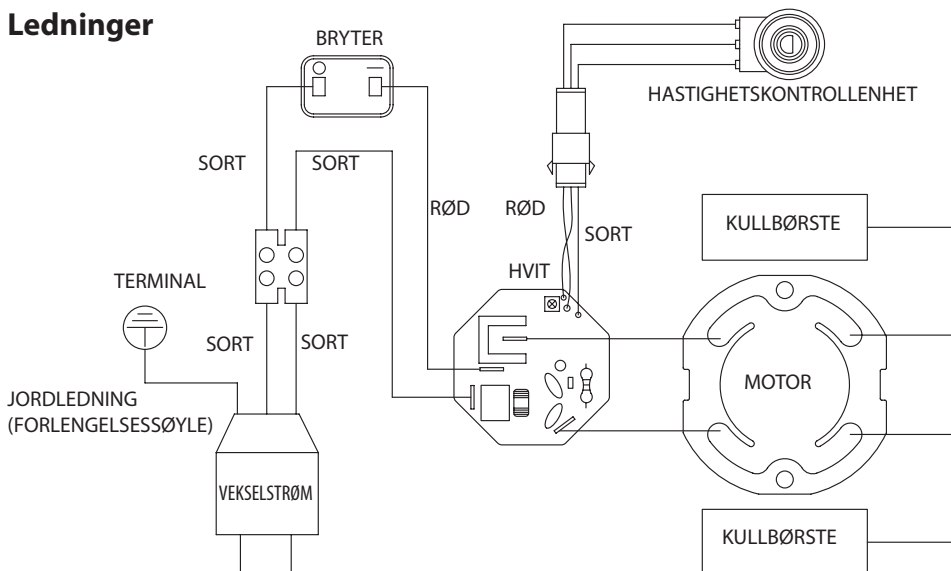 Ledninger
BRYTER
HASTIGHETSKONTROLLENHET
SORT
SORT
RØD
RØD
SORT
KULLBØRSTE
HVIT
TERMINAL
SORT
SORT
MOTOR
JORDLEDNING
(FORLENGELSESSØYLE)
VEKSELSTRØM
KULLBØRSTE